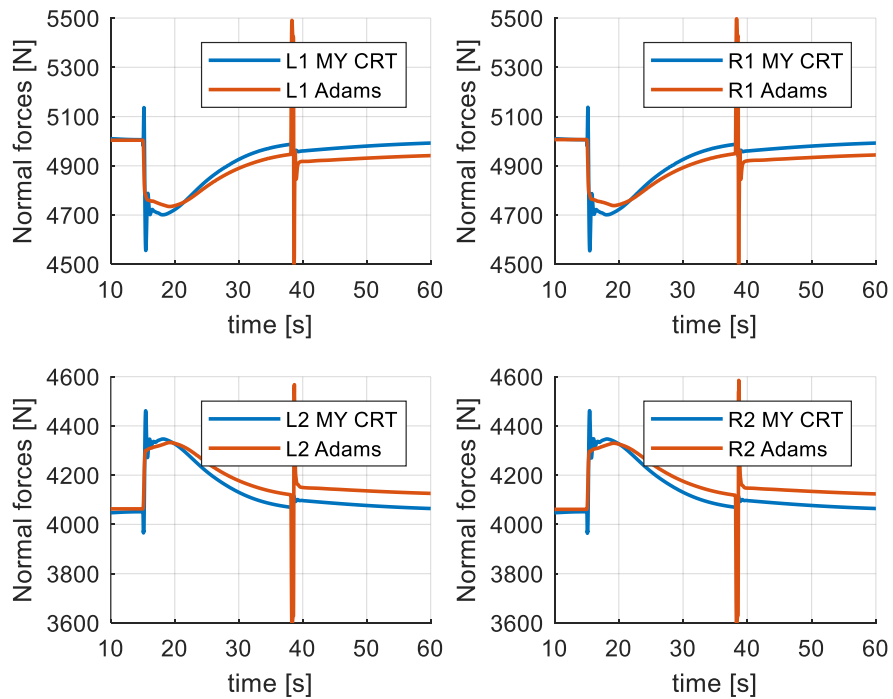 5500
5300
5100
4900
4700
4500
Normal forces [N]
L1 MY CRT
L1 Adams
10 20 30 40 50 60
time [s]
5500
5300
5100
4900
4700
4500
Normal forces [N]
R1 MY CRT
R1 Adams
10 20 30 40 50 60
time [s]
4600
4400
4200
4000
3800
3600
Normal forces [N]
L2 MY CRT
L2 Adams
10 20 30 40 50 60
time [s]
4600
4400
4200
4000
3800
3600
Normal forces [N]
R2 MY CRT
R2 Adams
10 20 30 40 50 60
time [s]